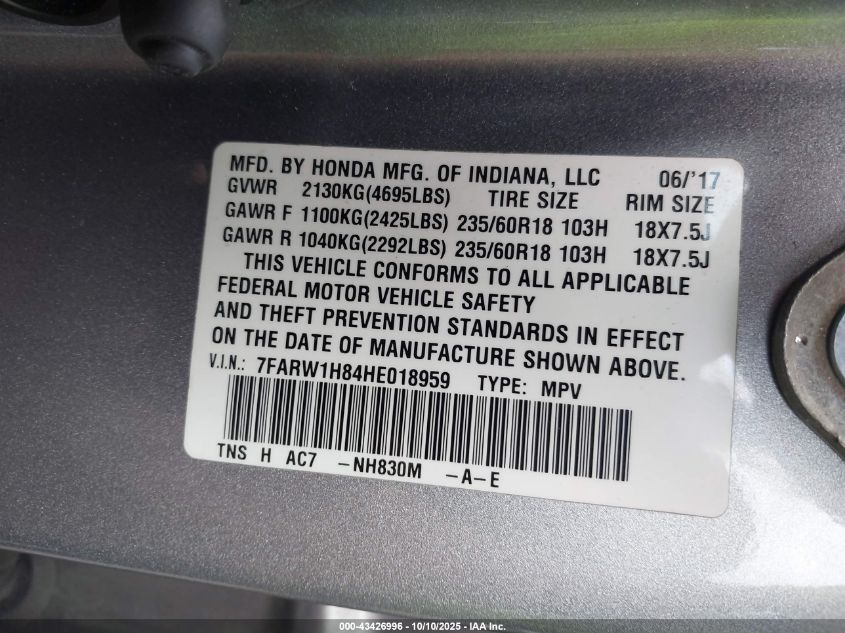 MFD. BY HONDA MFG. OF INDIANA, LLC 06/'17
GVWR 2130KG(4695LBS) TIRE SIZE RIM SIZE
GAWR F 1100KG(2425LBS) 235/60R18 103H 18X7.5J
GAWR R 1040KG(2292LBS) 235/60R18 103H 18X7.5J
THIS VEHICLE CONFORMS TO ALL APPLICABLE
FEDERAL MOTOR VEHICLE SAFETY
AND THEFT PREVENTION STANDARDS IN EFFECT
ON THE DATE OF MANUFACTURE SHOWN ABOVE.
V.I.N.: 7FARW1H84HE018959 TYPE: MPV
TNS H AC7 -NH830M -A-E
000-43426996 - 10/10/2025 - IAA Inc.